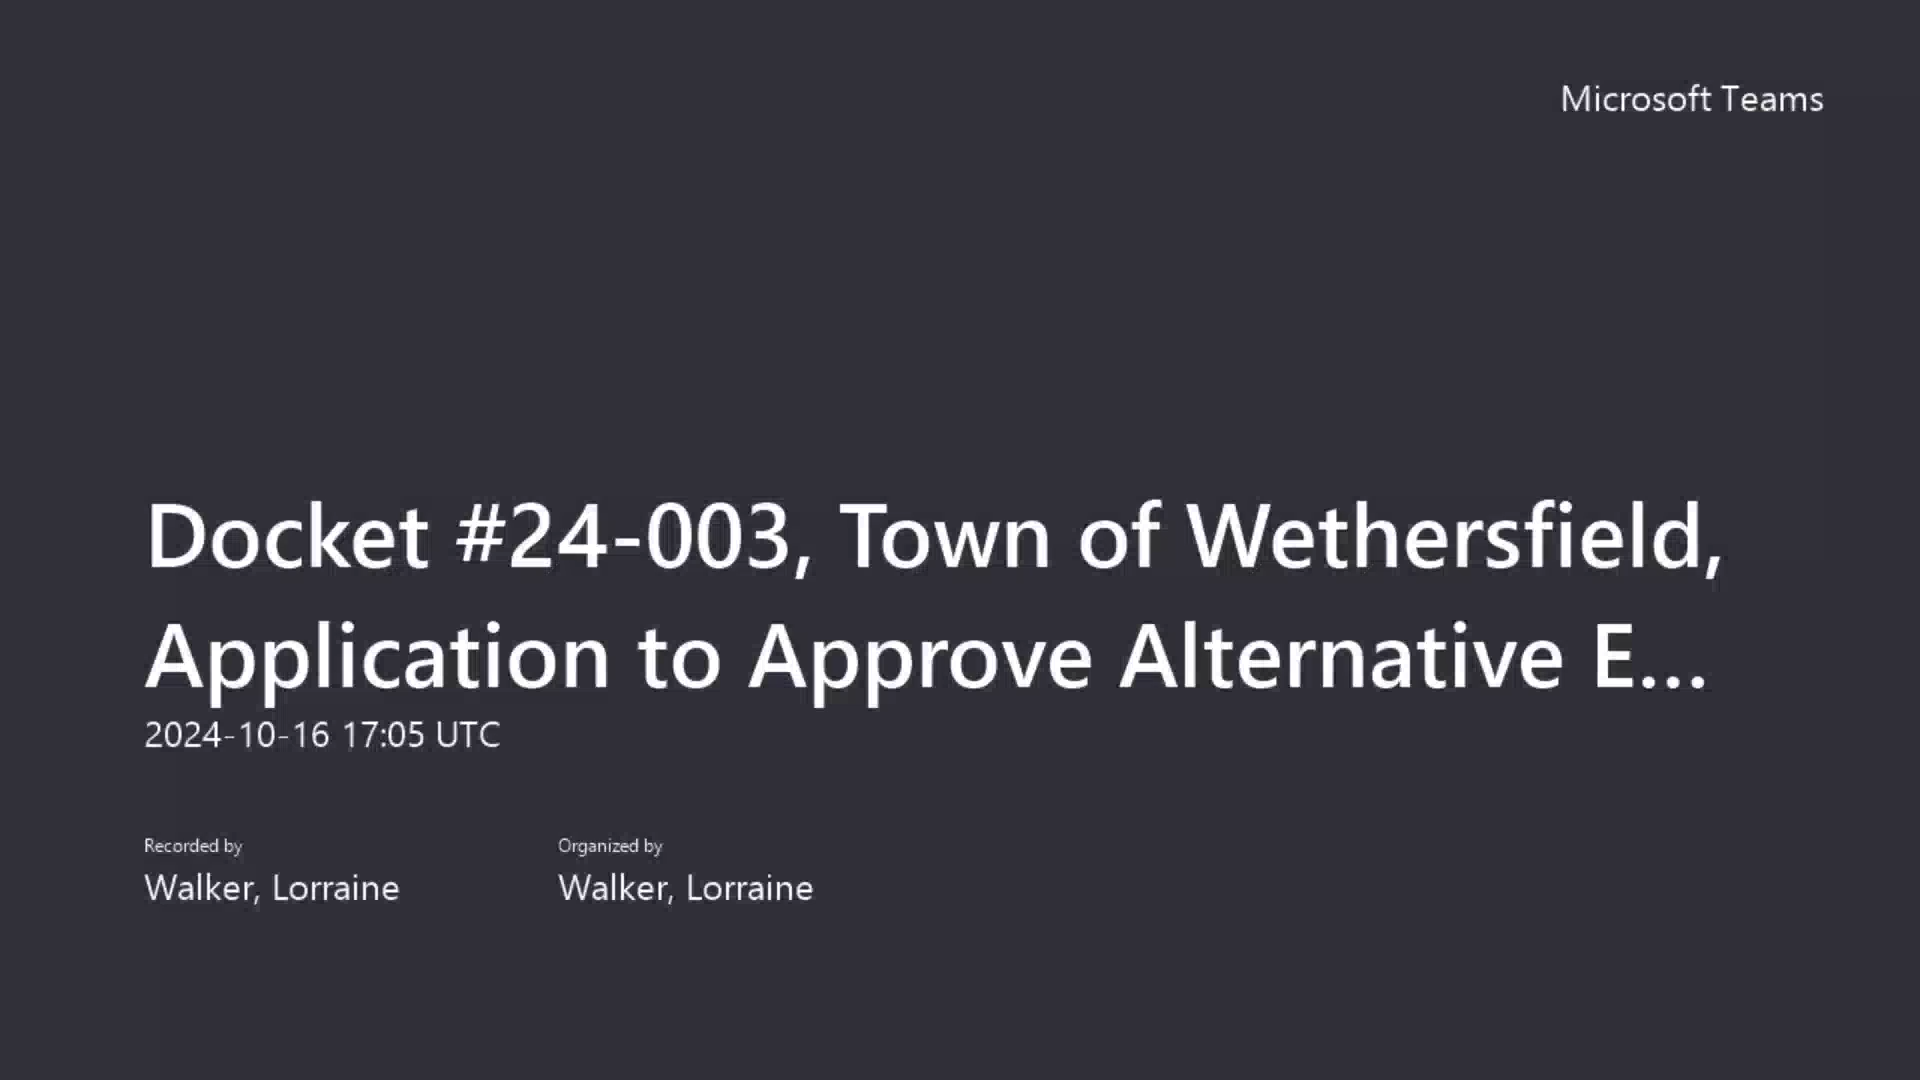 Microsoft Teams
Docket #24-003, Town of Wethersfield,
Application to Approve Alternative E...
2024-10-16 17:05 UTC
Recorded by
Organized by
Walker, Lorraine
Walker, Lorraine